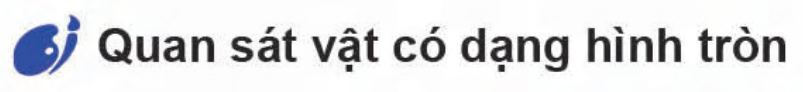 Quan sát vật có dạng hình tròn